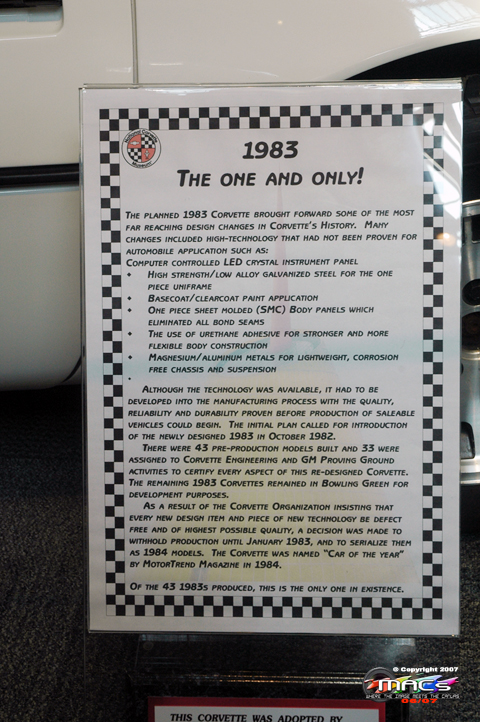 National Corvette Museum
1983
The one and only!
The planned 1983 Corvette brought forward some of the most
far reaching design changes in Corvette's History. Many
changes included high-technology that had not been proven for
automobile application such as:
Computer controlled LED crystal instrument panel
• High strength/low alloy galvanized steel for the one
piece uniframe
• Basecoat/clearcoat paint application
• One piece sheet molded (SMC) Body panels which
eliminated all bond seams
• The use of urethane adhesive for stronger and more
flexible body construction
• Magnesium/aluminum metals for lightweight, corrosion
free chassis and suspension
•
Although the technology was available, it had to be
developed into the manufacturing process with the quality,
reliability and durability proven before production of saleable
vehicles could begin. The initial plan called for introduction
of the newly designed 1983 in October 1982.
There were 43 pre-production models built and 33 were
assigned to Corvette Engineering and GM Proving Ground
activities to certify every aspect of this re-designed Corvette.
The remaining 1983 Corvettes remained in Bowling Green for
development purposes.
As a result of the Corvette Organization insisting that
every new design item and piece of new technology be defect
free and of highest possible quality, a decision was made to
withhold production until January 1983, and to serialize them
as 1984 models. The Corvette was named "Car of the year"
by MotorTrend Magazine in 1984.
Of the 43 1983s produced, this is the only one in existence.
© Copyright 2007
MACs
WHERE THE IMAGE MEETS THE CAR
06/07
THIS CORVETTE WAS ADOPTED BY